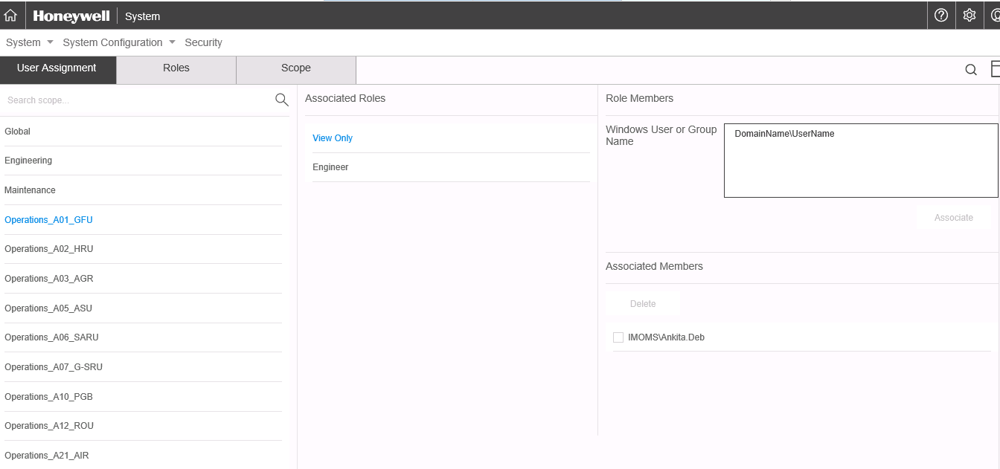 Honeywell System
System System Configuration Security
User Assignment Roles Scope
Search scope...
Global
Engineering
Maintenance
Operations_A01_GFU
Operations_A02_HRU
Operations_A03_AGR
Operations_A05_ASU
Operations_A06_SARU
Operations_A07_G-SRU
Operations_A10_PGB
Operations_A12_ROU
Operations_A21_AIR
Associated Roles
View Only
Engineer
Role Members
Windows User or Group
Name
DomainName\UserName
Associate
Associated Members
Delete
IMOMS\Ankita.Deb